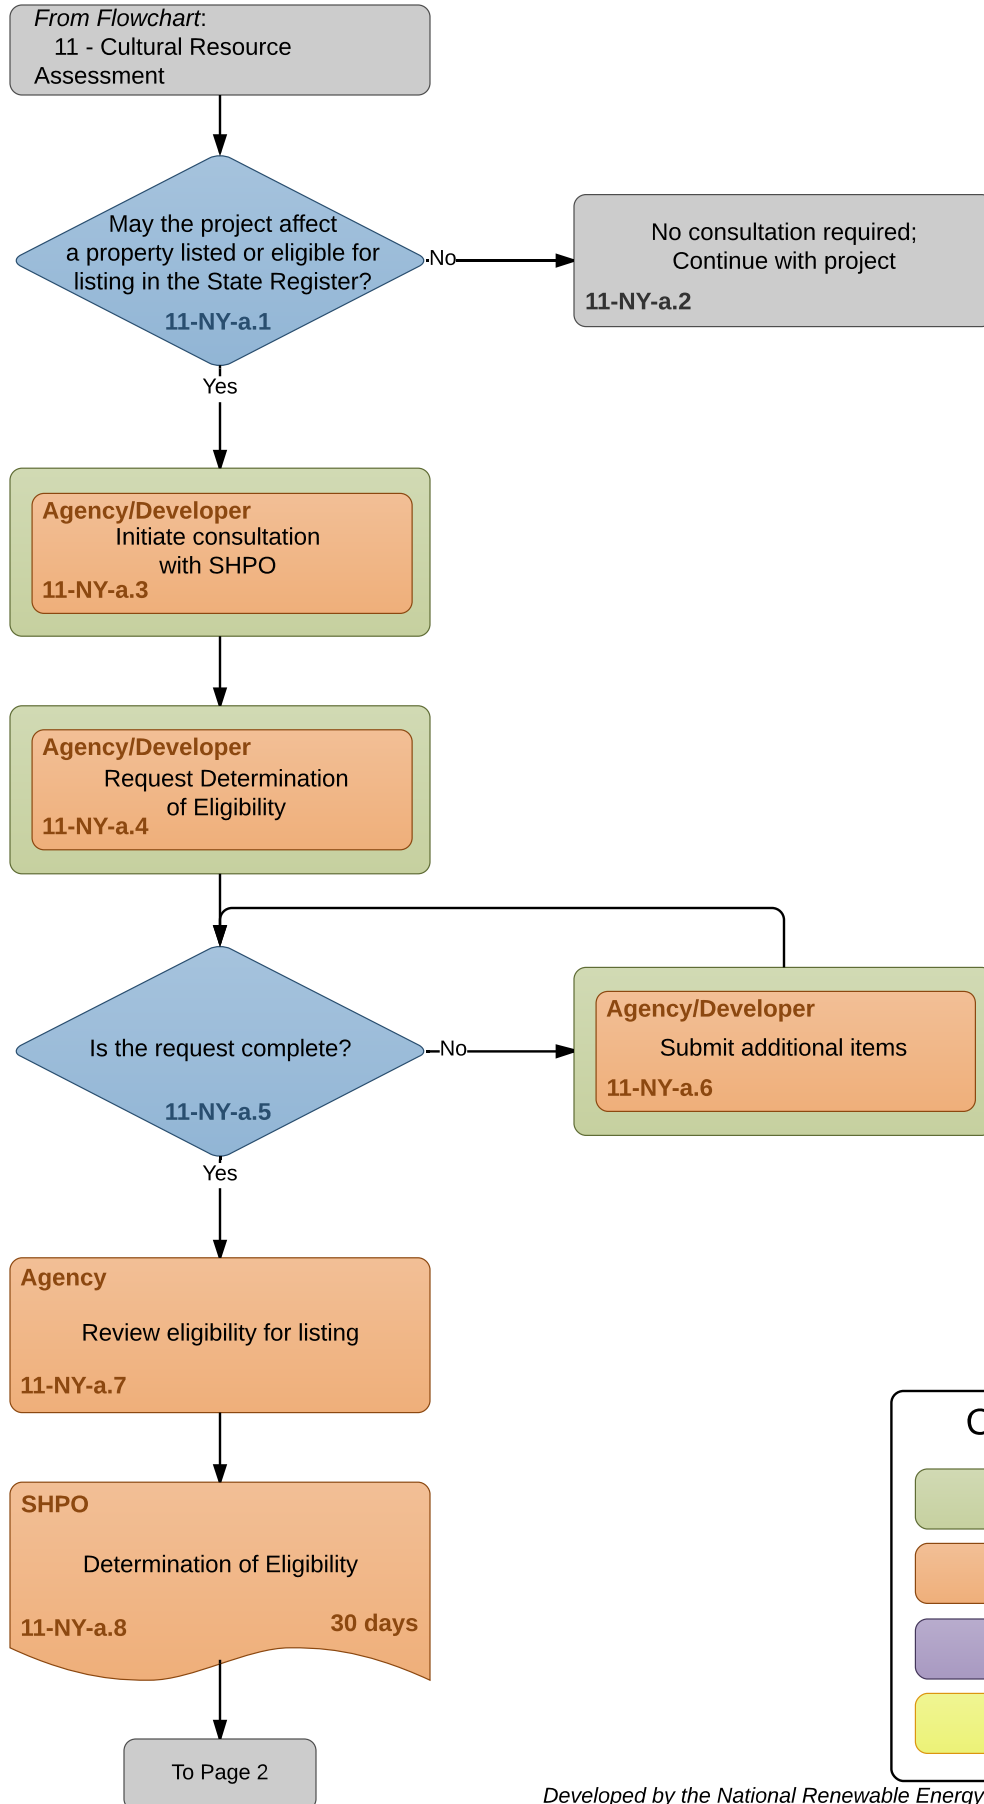 From Flowchart:
11 - Cultural Resource
Assessment
May the project affect
a property listed or eligible for
listing in the State Register?
11-NY-a.1
No
No consultation required;
Continue with project
11-NY-a.2
Yes
Agency/Developer
Initiate consultation
with SHPO
11-NY-a.3
Agency/Developer
Request Determination
of Eligibility
11-NY-a.4
Is the request complete?
11-NY-a.5
No
Agency/Developer
Submit additional items
11-NY-a.6
Yes
Agency
Review eligibility for listing
11-NY-a.7
SHPO
Determination of Eligibility
11-NY-a.8
30 days
To Page 2
Developed by the National Renewable Energy